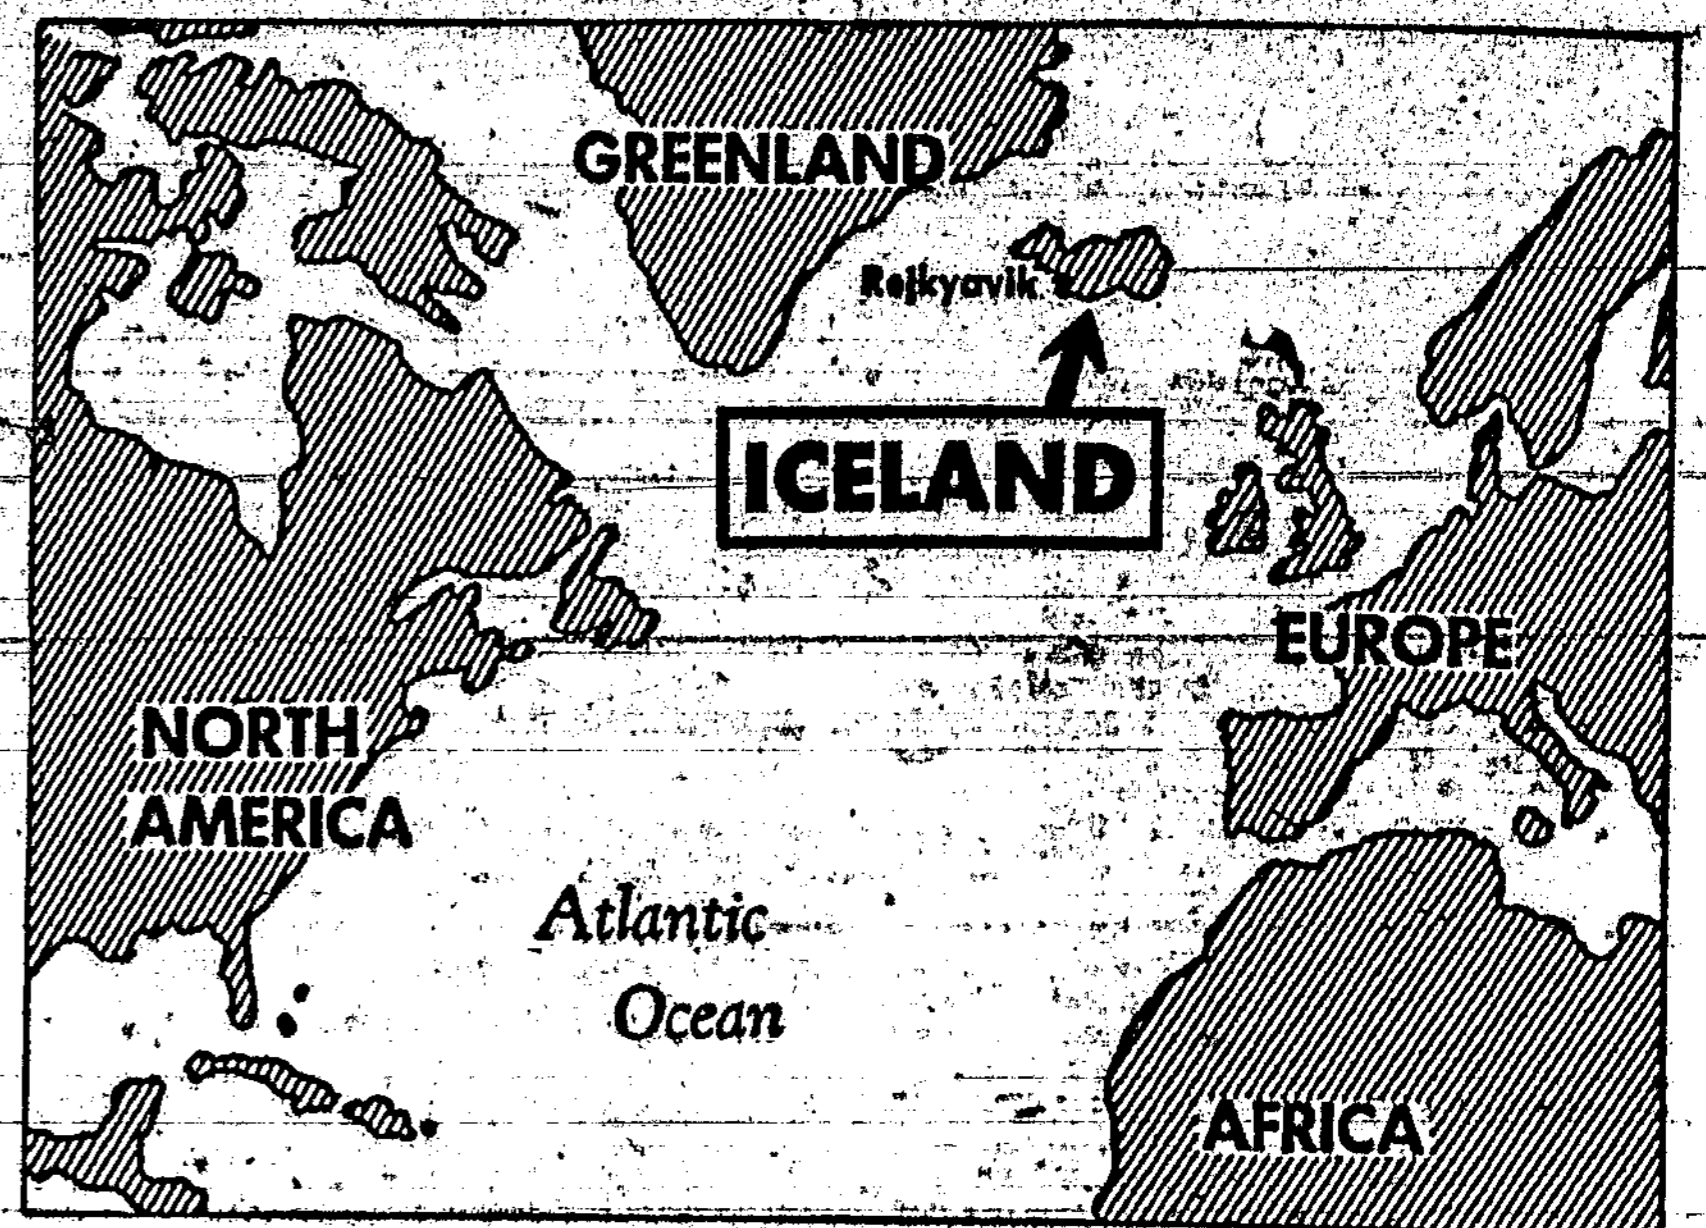 GREENLAND
Rejkyavik
ICELAND
EUROPE
NORTH
AMERICA
Atlantic
Ocean
AFRICA